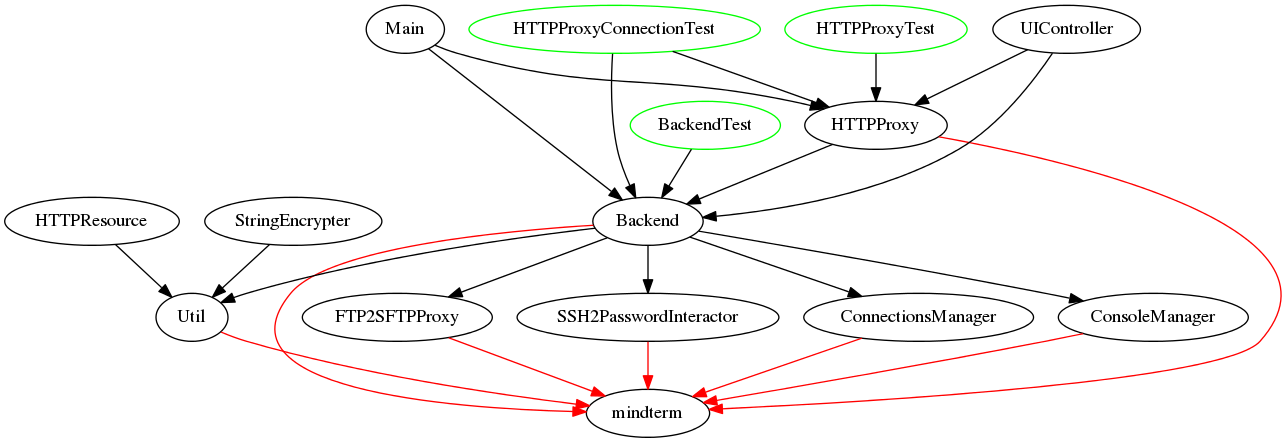 Main
HTTPProxyConnectionTest
HTTPProxyTest
UIController
BackendTest
HTTPProxy
HTTPResource
StringEncrypter
Backend
Util
FTP2SFTPProxy
SSH2PasswordInteractor
ConnectionsManager
ConsoleManager
mindterm